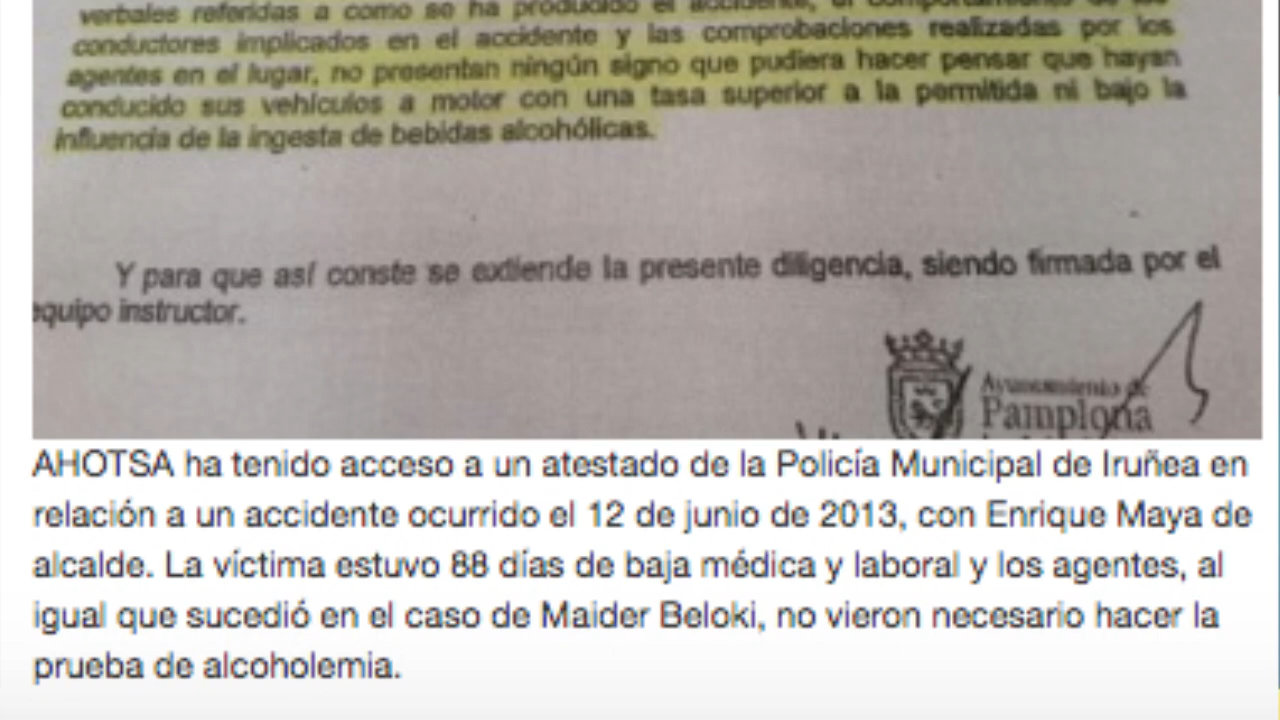 verbales referidas a como se ha producido el accidente, el comportamiento de los
conductores implicados en el accidente y las comprobaciones realizadas por los
agentes en el lugar, no presentan ningún signo que pudiera hacer pensar que hayan
conducido sus vehículos a motor con una tasa superior a la permitida ni bajo la
influencia de la ingesta de bebidas alcohólicas.
Y para que así conste se extiende la presente diligencia, siendo firmada por el
equipo instructor.
Ayuntamiento de
Pamplona
AHOTSA ha tenido acceso a un atestado de la Policía Municipal de Iruñea en
relación a un accidente ocurrido el 12 de junio de 2013, con Enrique Maya de
alcalde. La víctima estuvo 88 días de baja médica y laboral y los agentes, al
igual que sucedió en el caso de Maider Beloki, no vieron necesario hacer la
prueba de alcoholemia.